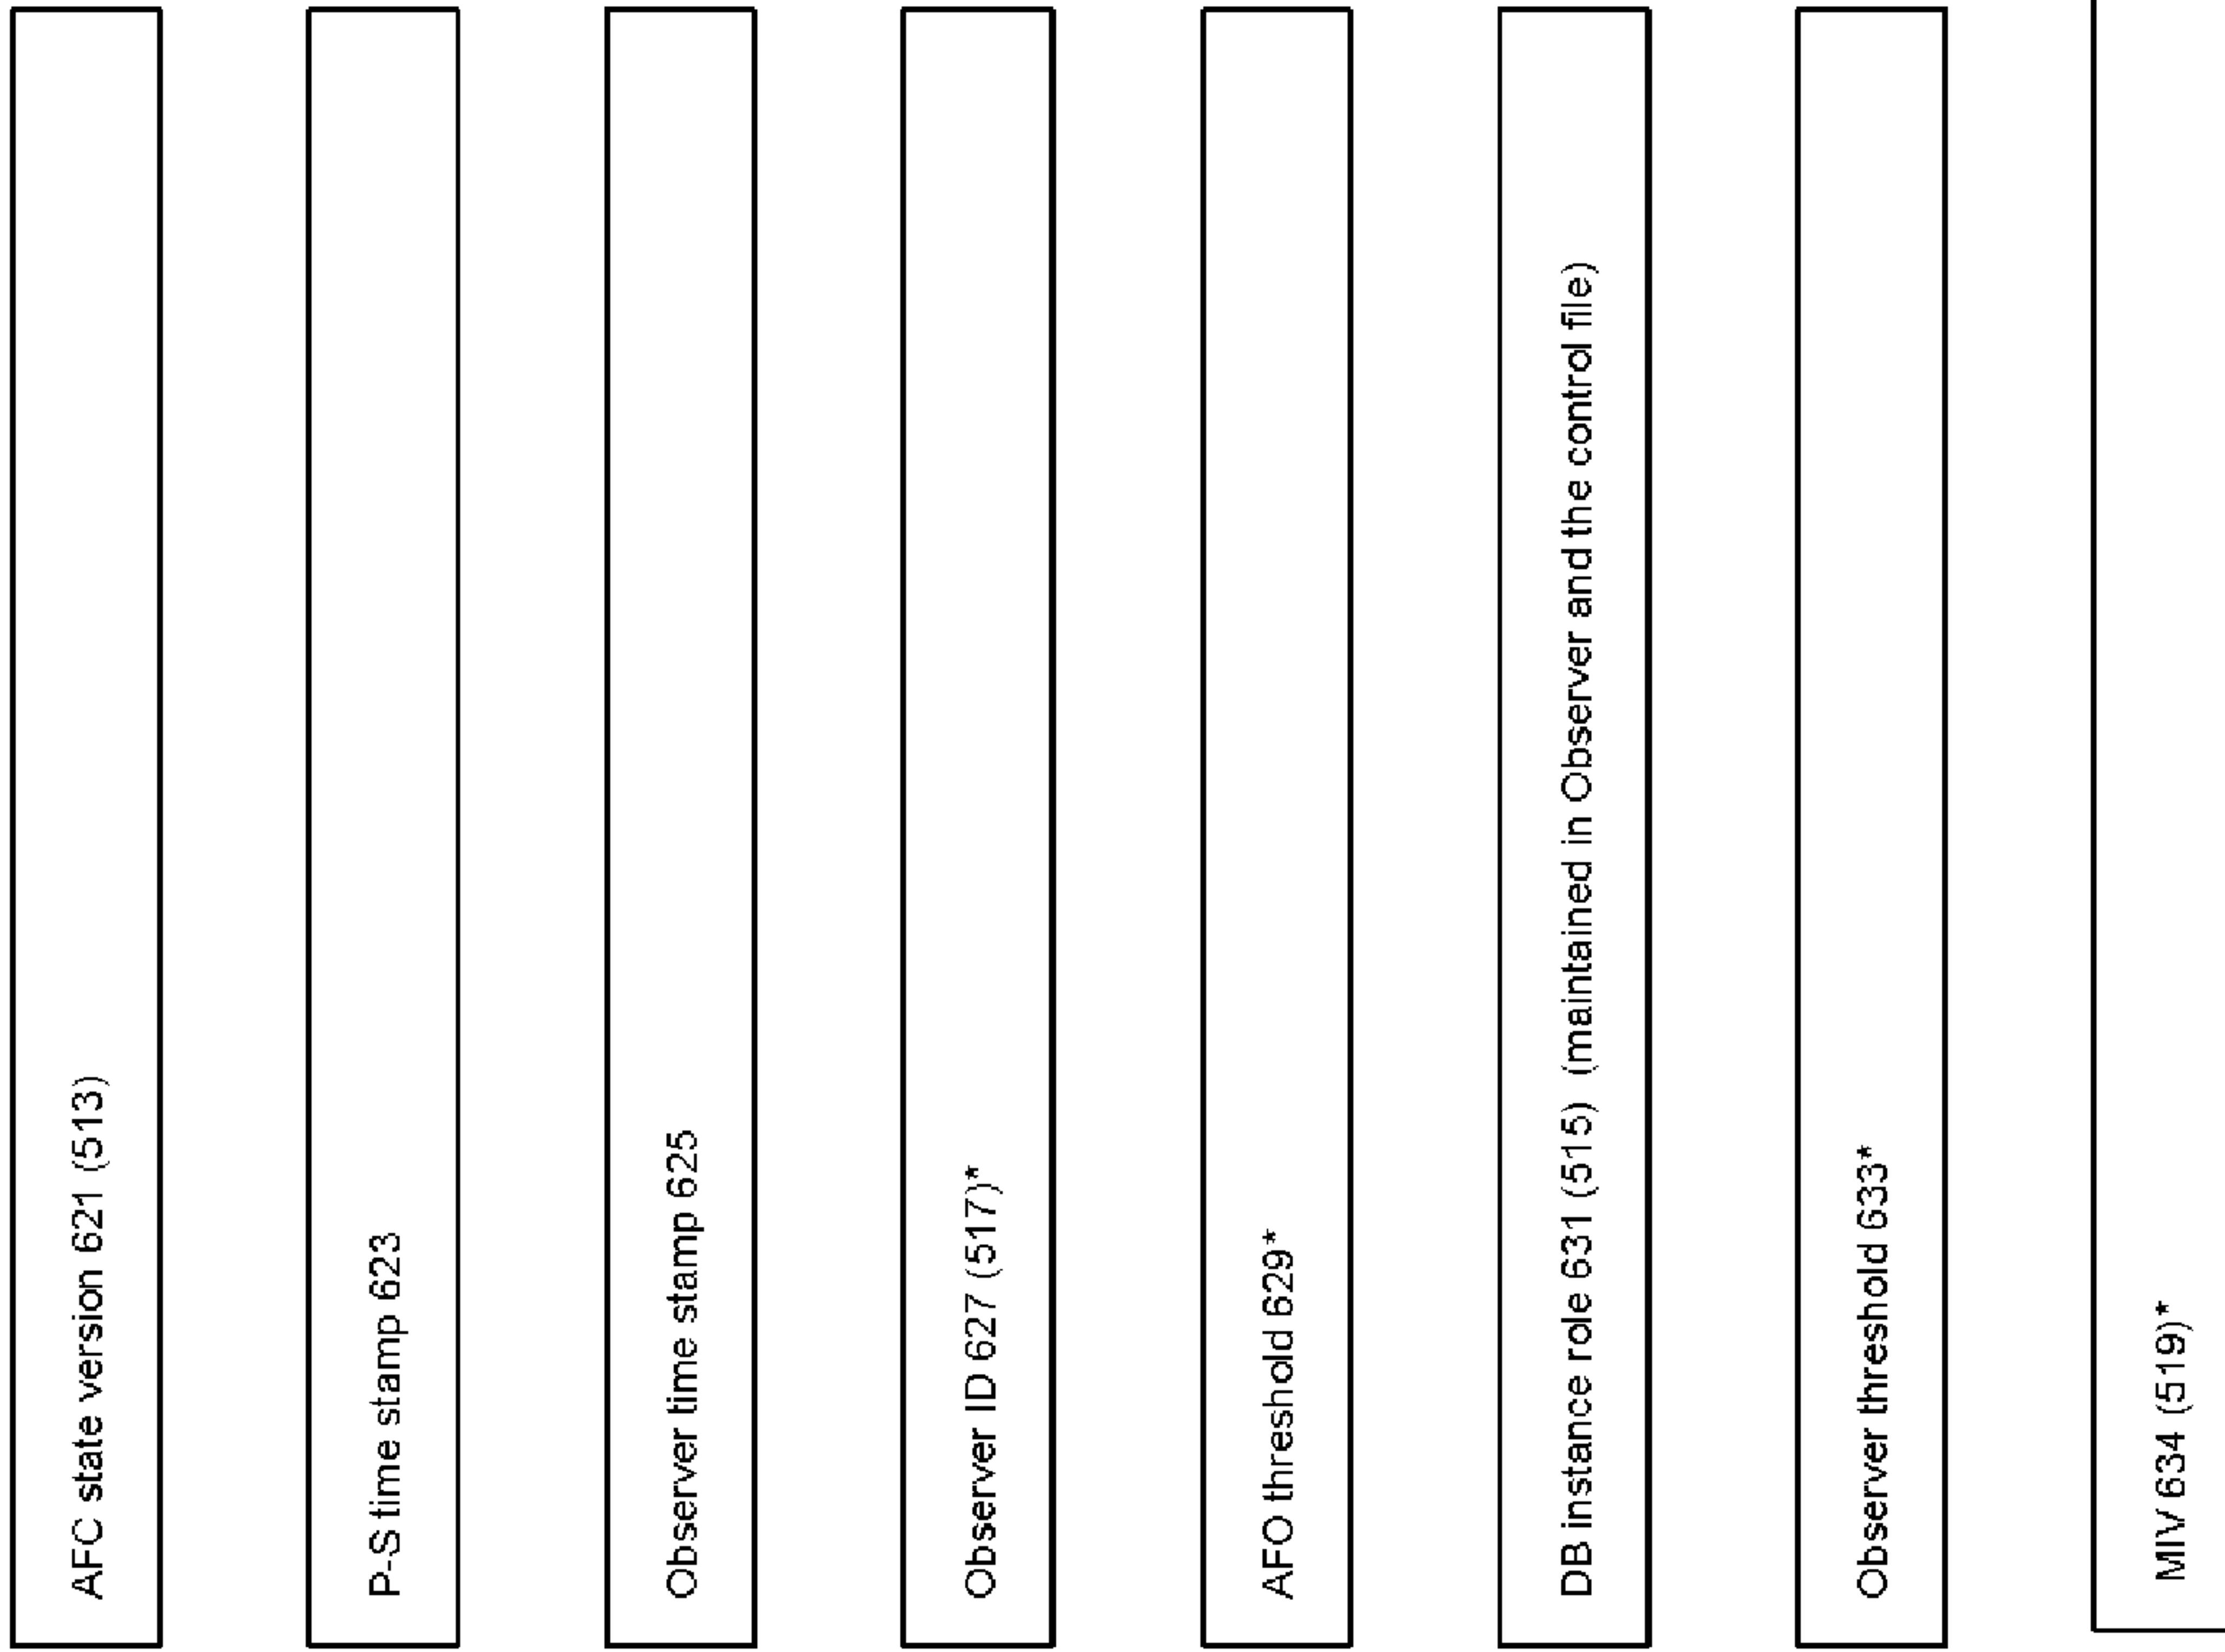 AFC state version 621 (513)
P-S time stamp 623
Observer time stamp 625
Observer ID 627 (517)*
AFO threshold 629*
DB instance role 631 (515) (maintained in Observer and the control file)
Observer threshold 633*
MIV 634 (519)*